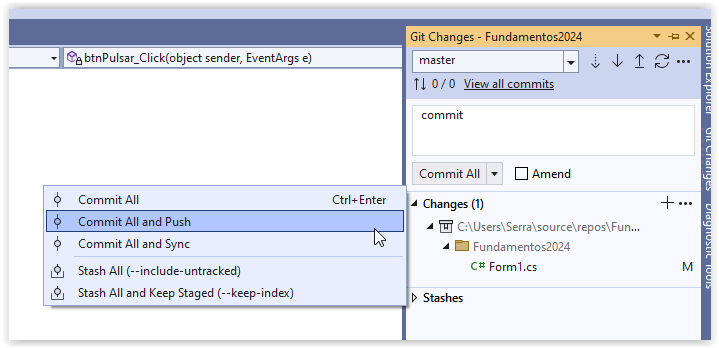 Git Changes - Fundamentos2024
btnPulsar_Click(object sender, EventArgs e)
master
0 / 0 View all commits
commit
Commit All Amend
Commit All Ctrl+Enter
Commit All and Push
Commit All and Sync
Stash All (--include-untracked)
Stash All and Keep Staged (--keep-index)
Changes (1)
C:\Users\Serra\source\repos\Fun...
Fundamentos2024
C# Form1.cs M
Stashes
Solution Explorer
Git Changes
Diagnostic Tools